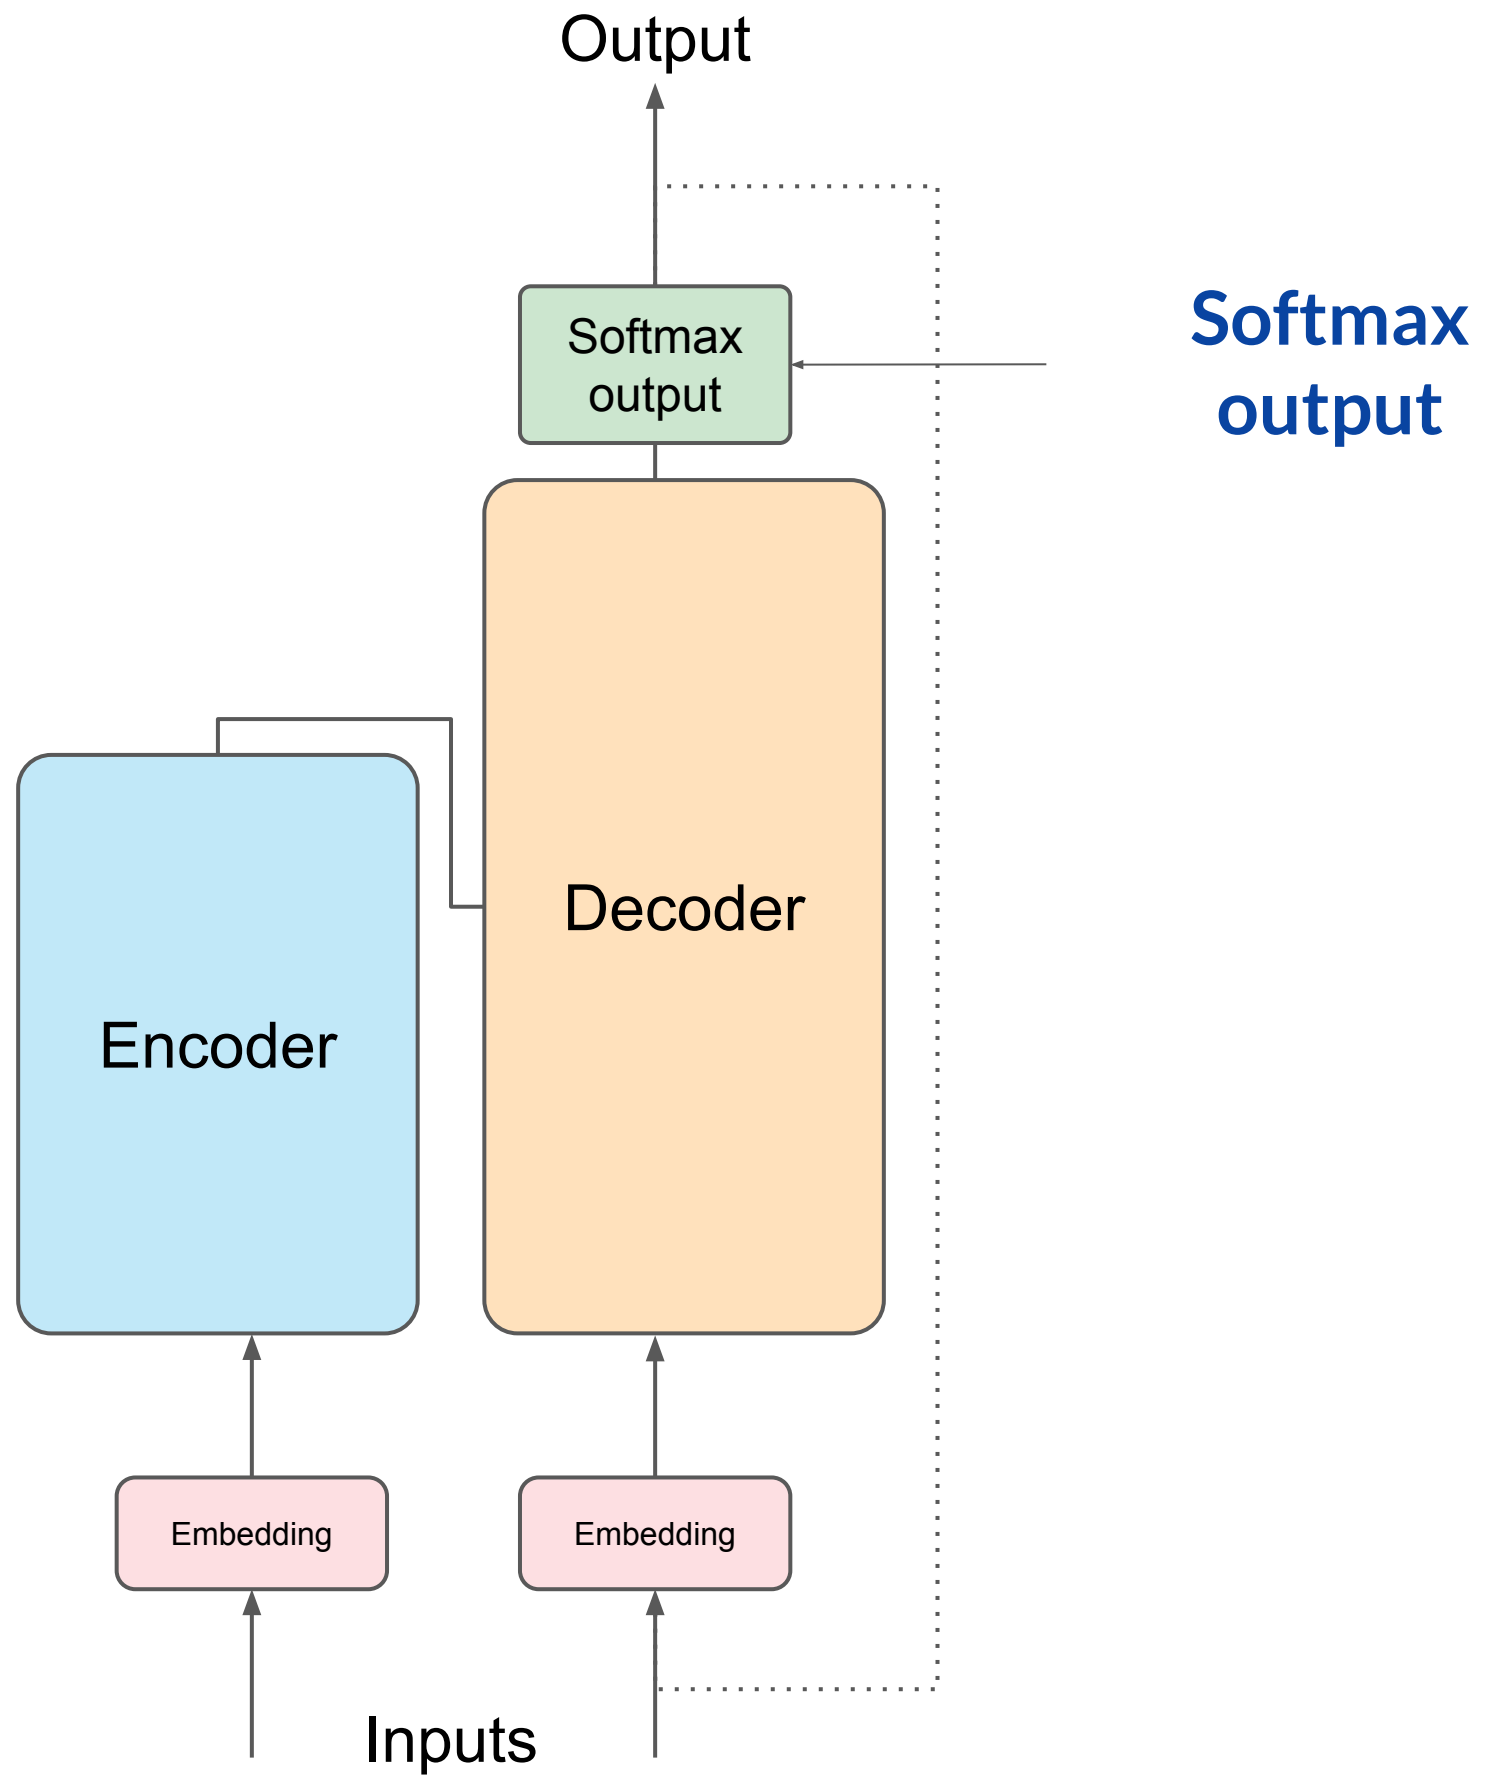 Output
Softmax
output
Softmax
output
Decoder
Encoder
Embedding
Embedding
Inputs